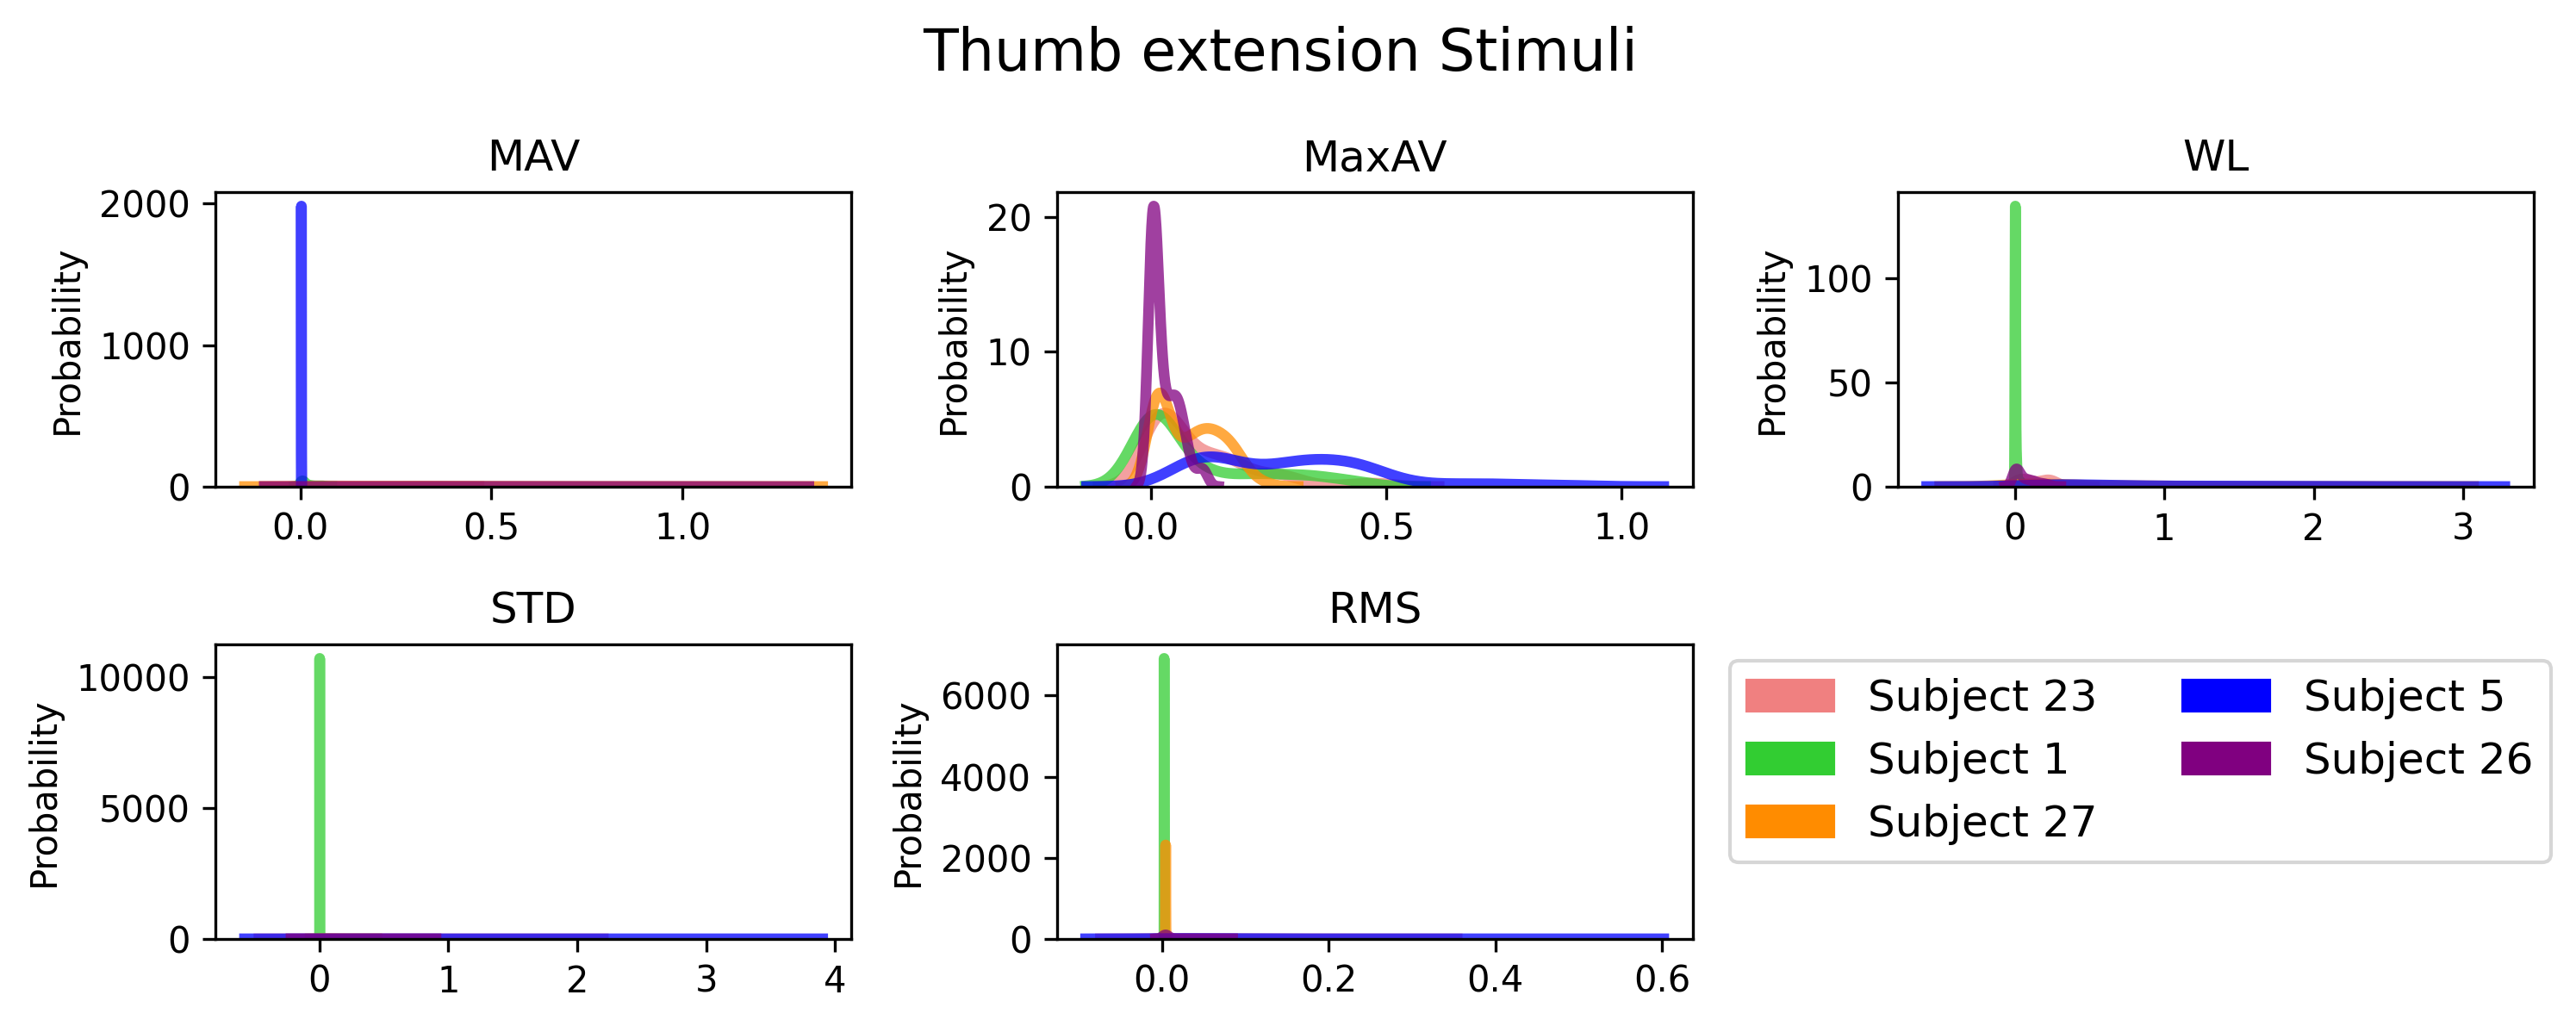 Thumb extension Stimuli
MAV
Probability
2000
1000
0
0.0 0.5 1.0
MaxAV
Probability
20
10
0
0.0 0.5 1.0
WL
Probability
100
50
0
0 1 2 3
STD
Probability
10000
5000
0
0 1 2 3 4
RMS
Probability
6000
4000
2000
0
0.0 0.2 0.4 0.6
Subject 23
Subject 1
Subject 27
Subject 5
Subject 26